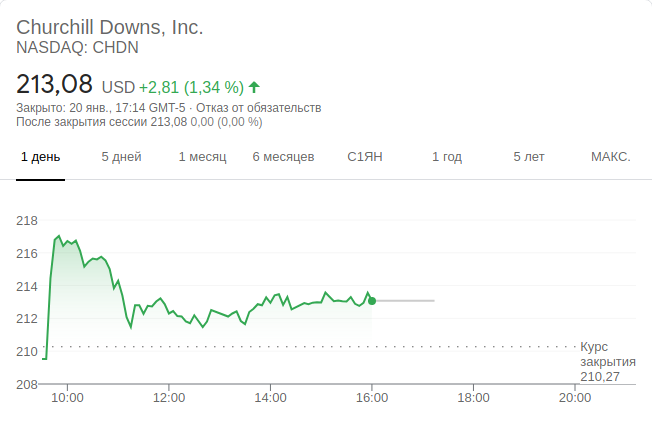 Churchill Downs, Inc.
NASDAQ: CHDN
213,08 USD +2,81 (1,34 %)
Закрыто: 20 янв., 17:14 GMT-5 · Отказ от обязательств
После закрытия сессии 213,08 0,00 (0,00 %)
1 день 5 дней 1 месяц 6 месяцев С1ЯН 1 год 5 лет МАКС.
218
216
214
212
210
208
Курс
закрытия
210,27
10:00 12:00 14:00 16:00 18:00 20:00